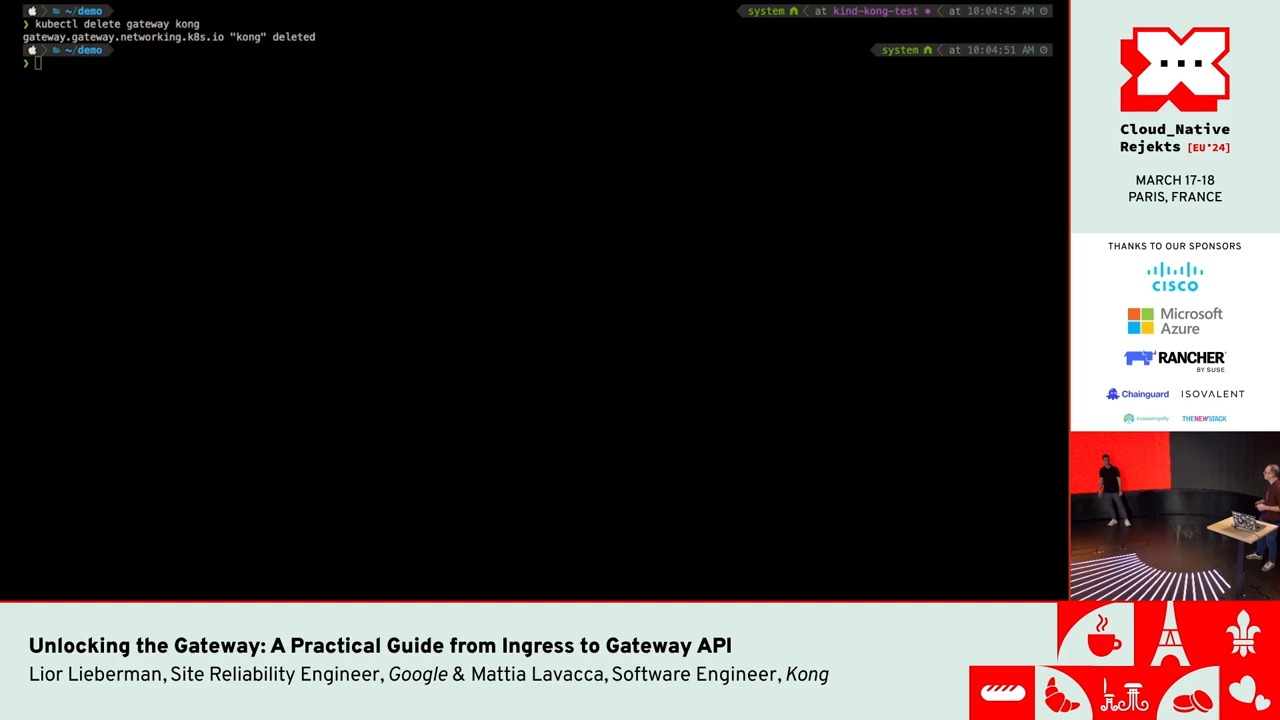 ~/demo
system at kind-kong-test at 10:04:45 AM
❯ kubectl delete gateway kong
gateway.gateway.networking.k8s.io "kong" deleted
~/demo
system at 10:04:51 AM
❯
Cloud_Native
Rejekts [EU'24]
MARCH 17-18
PARIS, FRANCE
THANKS TO OUR SPONSORS
CISCO
Microsoft
Azure
RANCHER
BY SUSE
Chainguard
ISOVALENT
Kubesimplify
THENEWSTACK
Unlocking the Gateway: A Practical Guide from Ingress to Gateway API
Lior Lieberman, Site Reliability Engineer, Google & Mattia Lavacca, Software Engineer, Kong